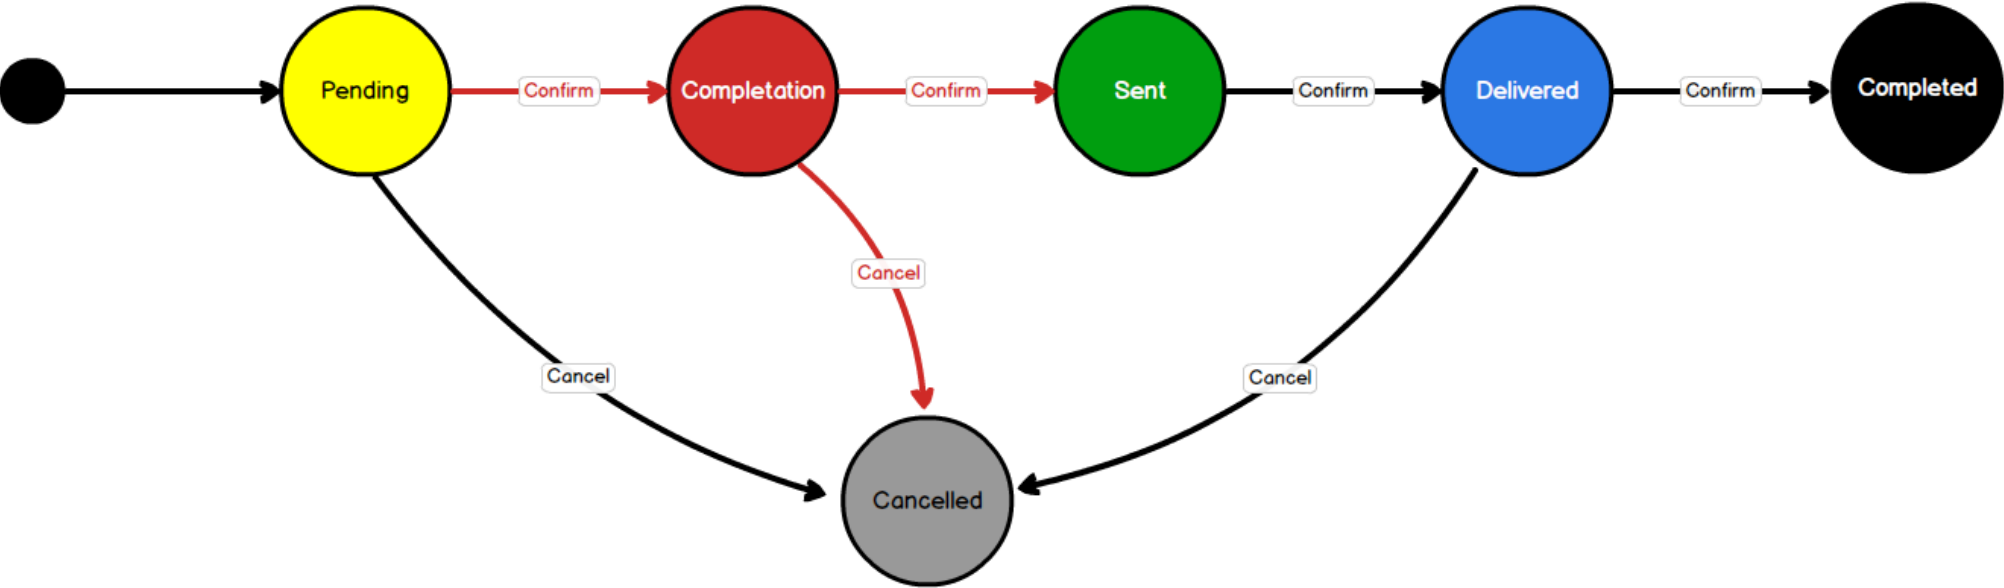 Pending
Confirm
Completation
Confirm
Sent
Confirm
Delivered
Confirm
Completed
Cancel
Cancel
Cancel
Cancelled